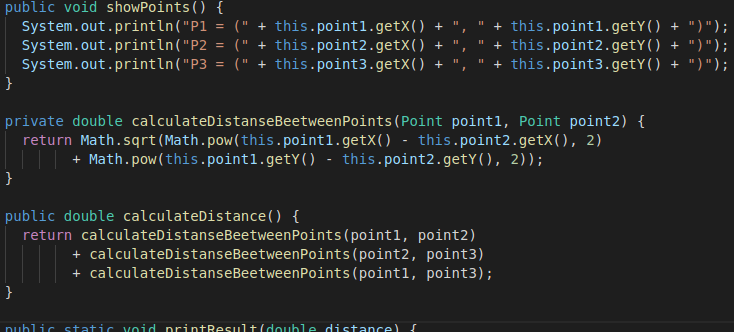 public void showPoints() {
System.out.println("P1 = (" + this.point1.getX() + ", " + this.point1.getY() + ")");
System.out.println("P2 = (" + this.point2.getX() + ", " + this.point2.getY() + ")");
System.out.println("P3 = (" + this.point3.getX() + ", " + this.point3.getY() + ")");
}
private double calculateDistanseBeetweenPoints(Point point1, Point point2) {
return Math.sqrt(Math.pow(this.point1.getX() - this.point2.getX(), 2)
+ Math.pow(this.point1.getY() - this.point2.getY(), 2));
}
public double calculateDistance() {
return calculateDistanseBeetweenPoints(point1, point2)
+ calculateDistanseBeetweenPoints(point2, point3)
+ calculateDistanseBeetweenPoints(point1, point3);
}
public static void printResult(double distance) {